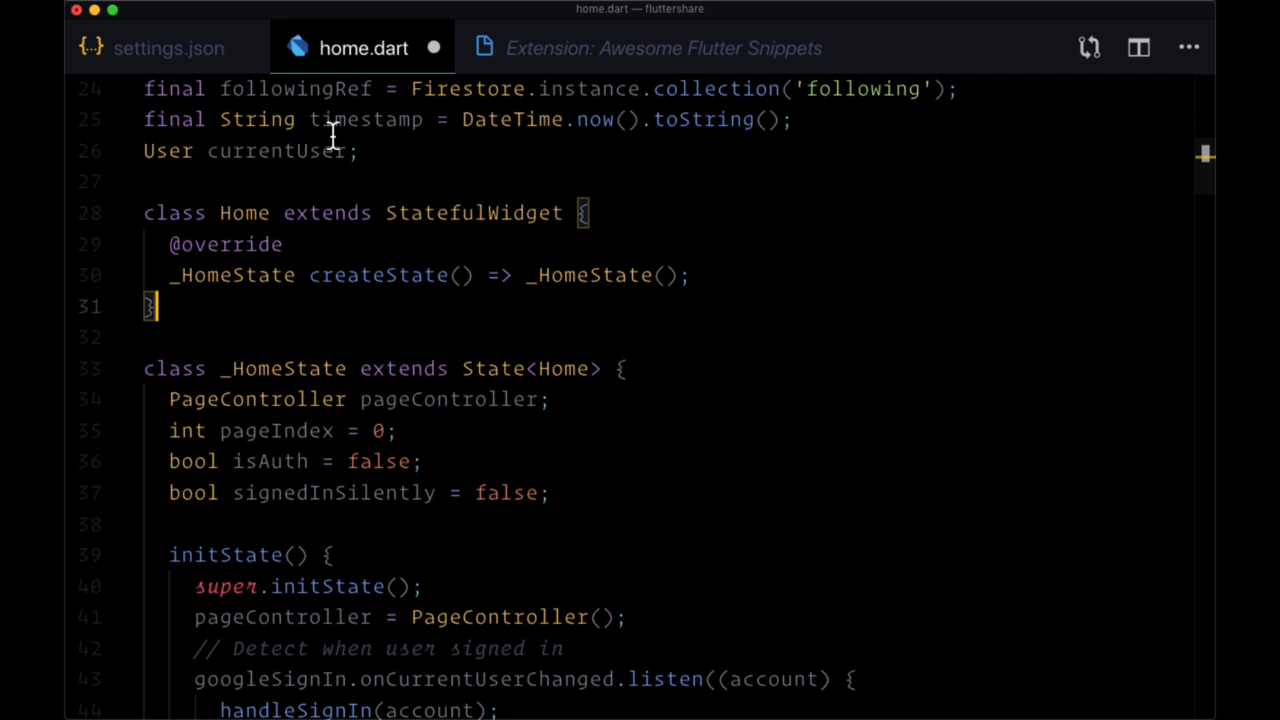 home.dart — fluttershare
{..} settings.json home.dart Extension: Awesome Flutter Snippets
24 final followingRef = Firestore.instance.collection('following');
25 final String timestamp = DateTime.now().toString();
26 User currentUser;
27
28 class Home extends StatefulWidget {
29 @override
30 _HomeState createState() => _HomeState();
31 }
32
33 class _HomeState extends State<Home> {
34 PageController pageController;
35 int pageIndex = 0;
36 bool isAuth = false;
37 bool signedInSilently = false;
38
39 initState() {
40 super.initState();
41 pageController = PageController();
42 // Detect when user signed in
43 googleSignIn.onCurrentUserChanged.listen((account) {
44 handleSignIn(account);